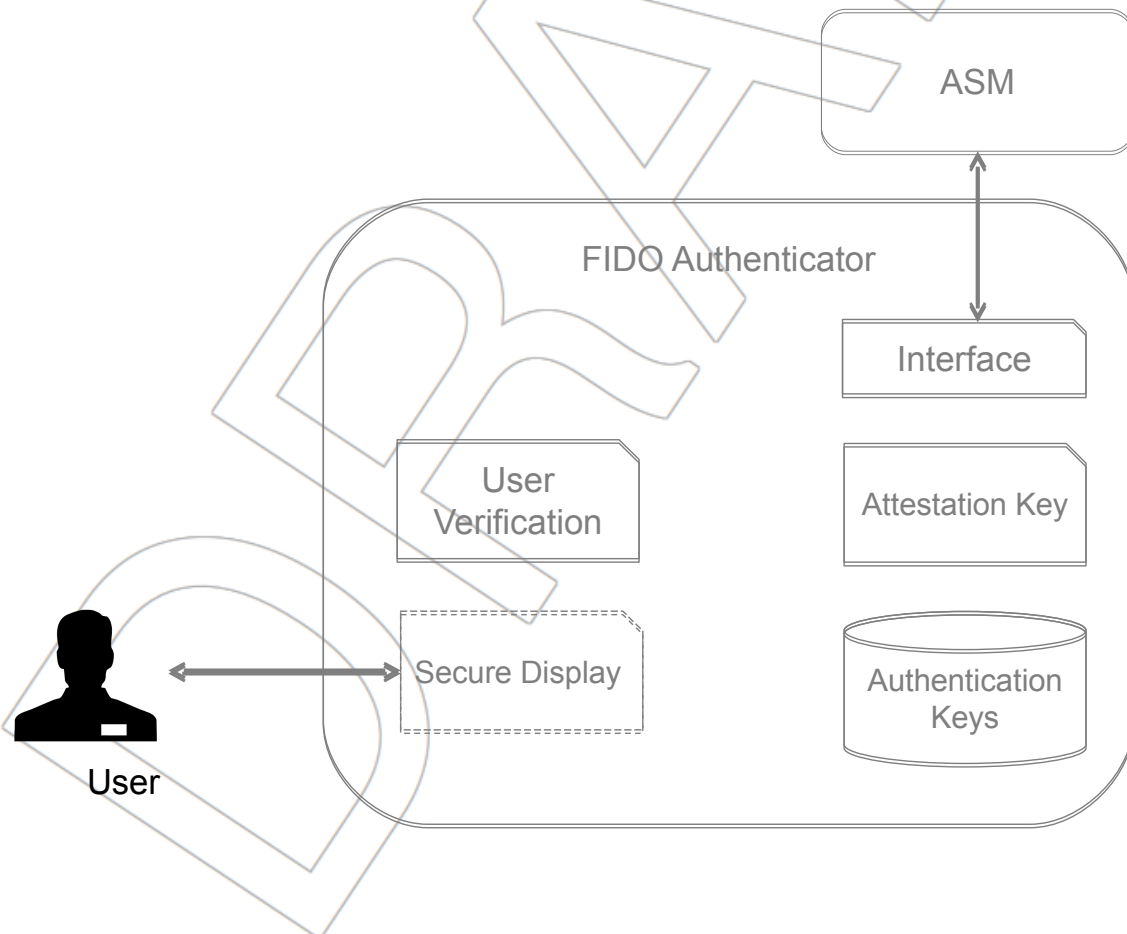 ASM
FIDO Authenticator
Interface
User
Verification
Attestation Key
Secure Display
Authentication
Keys
User